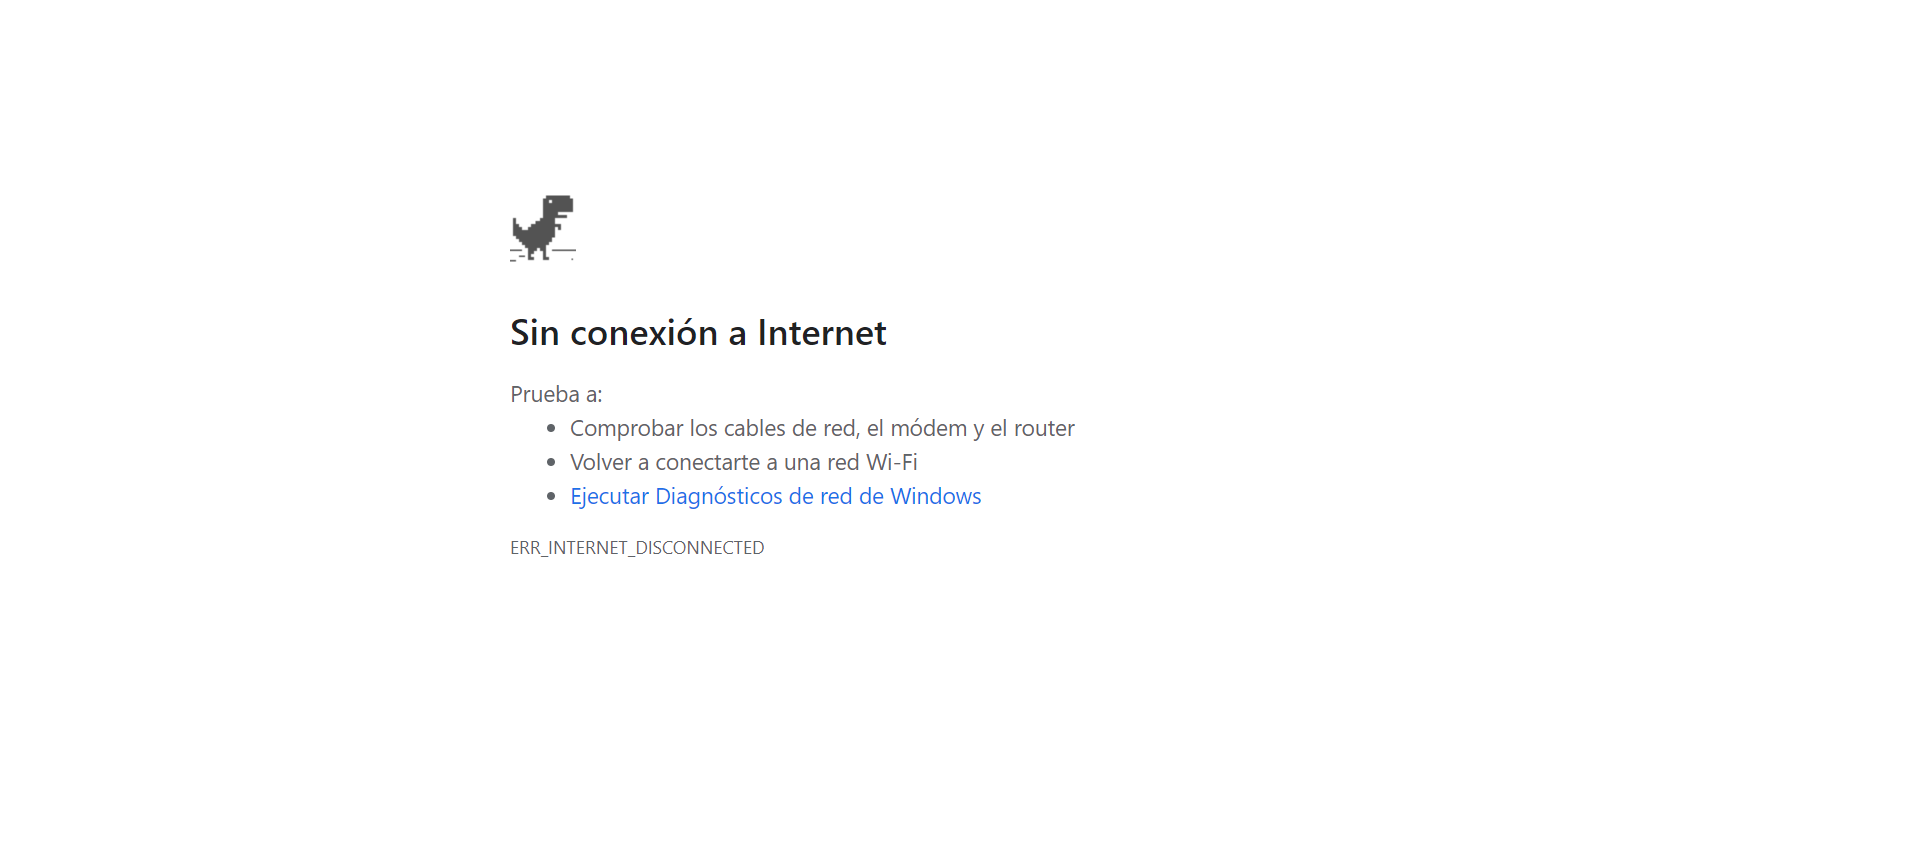 Sin conexión a Internet
Prueba a:
• Comprobar los cables de red, el módem y el router
• Volver a conectarte a una red Wi-Fi
• Ejecutar Diagnósticos de red de Windows
ERR_INTERNET_DISCONNECTED